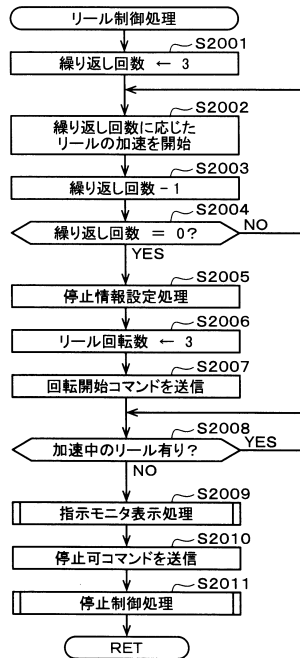 リール制御処理
S2001
繰り返し回数 ← 3
S2002
繰り返し回数に応じた
リールの加速を開始
S2003
繰り返し回数－1
S2004
繰り返し回数 ＝ 0?
NO
YES
S2005
停止情報設定処理
S2006
リール回転数 ← 3
S2007
回転開始コマンドを送信
S2008
加速中のリール有り?
YES
NO
S2009
指示モニタ表示処理
S2010
停止可コマンドを送信
S2011
停止制御処理
RET